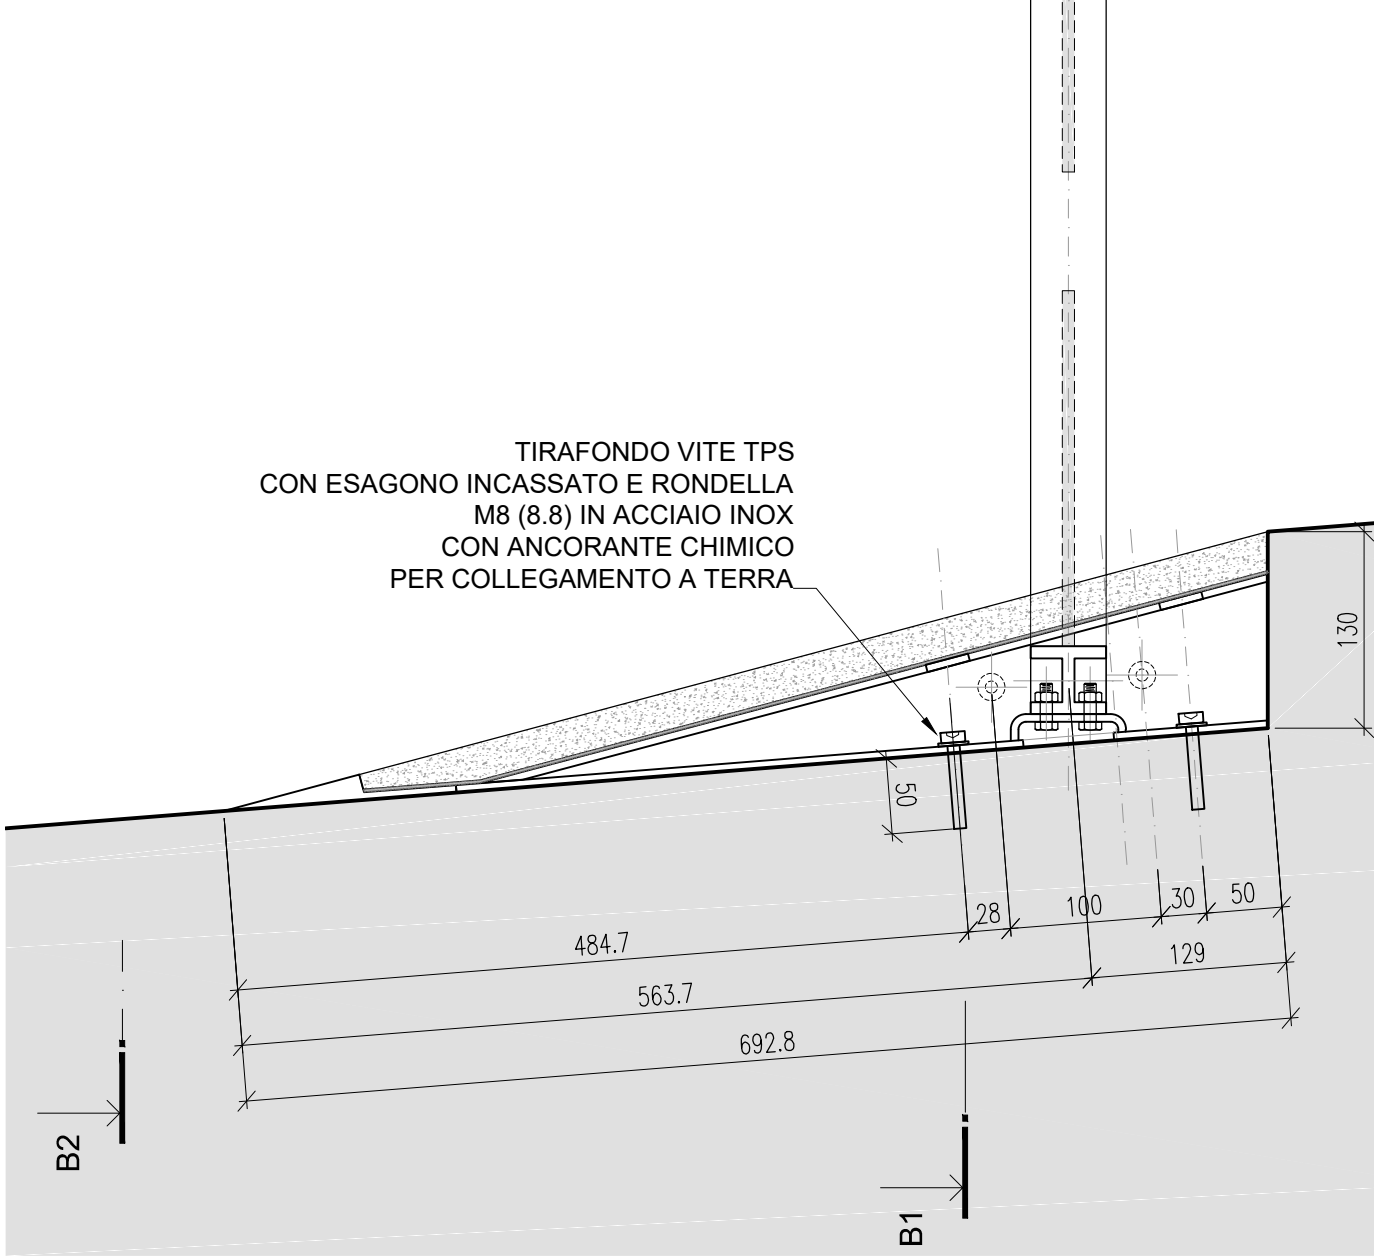 TIRAFONDO VITE TPS
CON ESAGONO INCASSATO E RONDELLA
M8 (8.8) IN ACCIAIO INOX
CON ANCORANTE CHIMICO
PER COLLEGAMENTO A TERRA
130
50
28
100
30
50
484.7
129
563.7
692.8
B2
B1